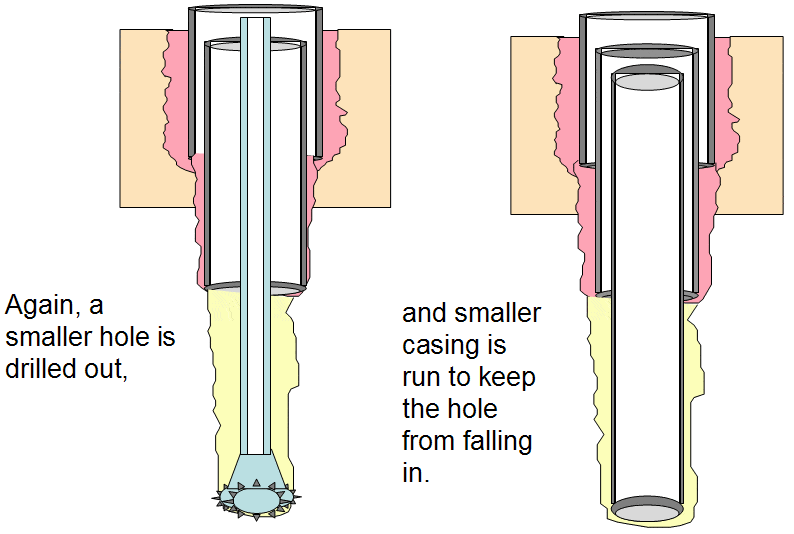 Again, a
smaller hole is
drilled out,
and smaller
casing is
run to keep
the hole
from falling
in.